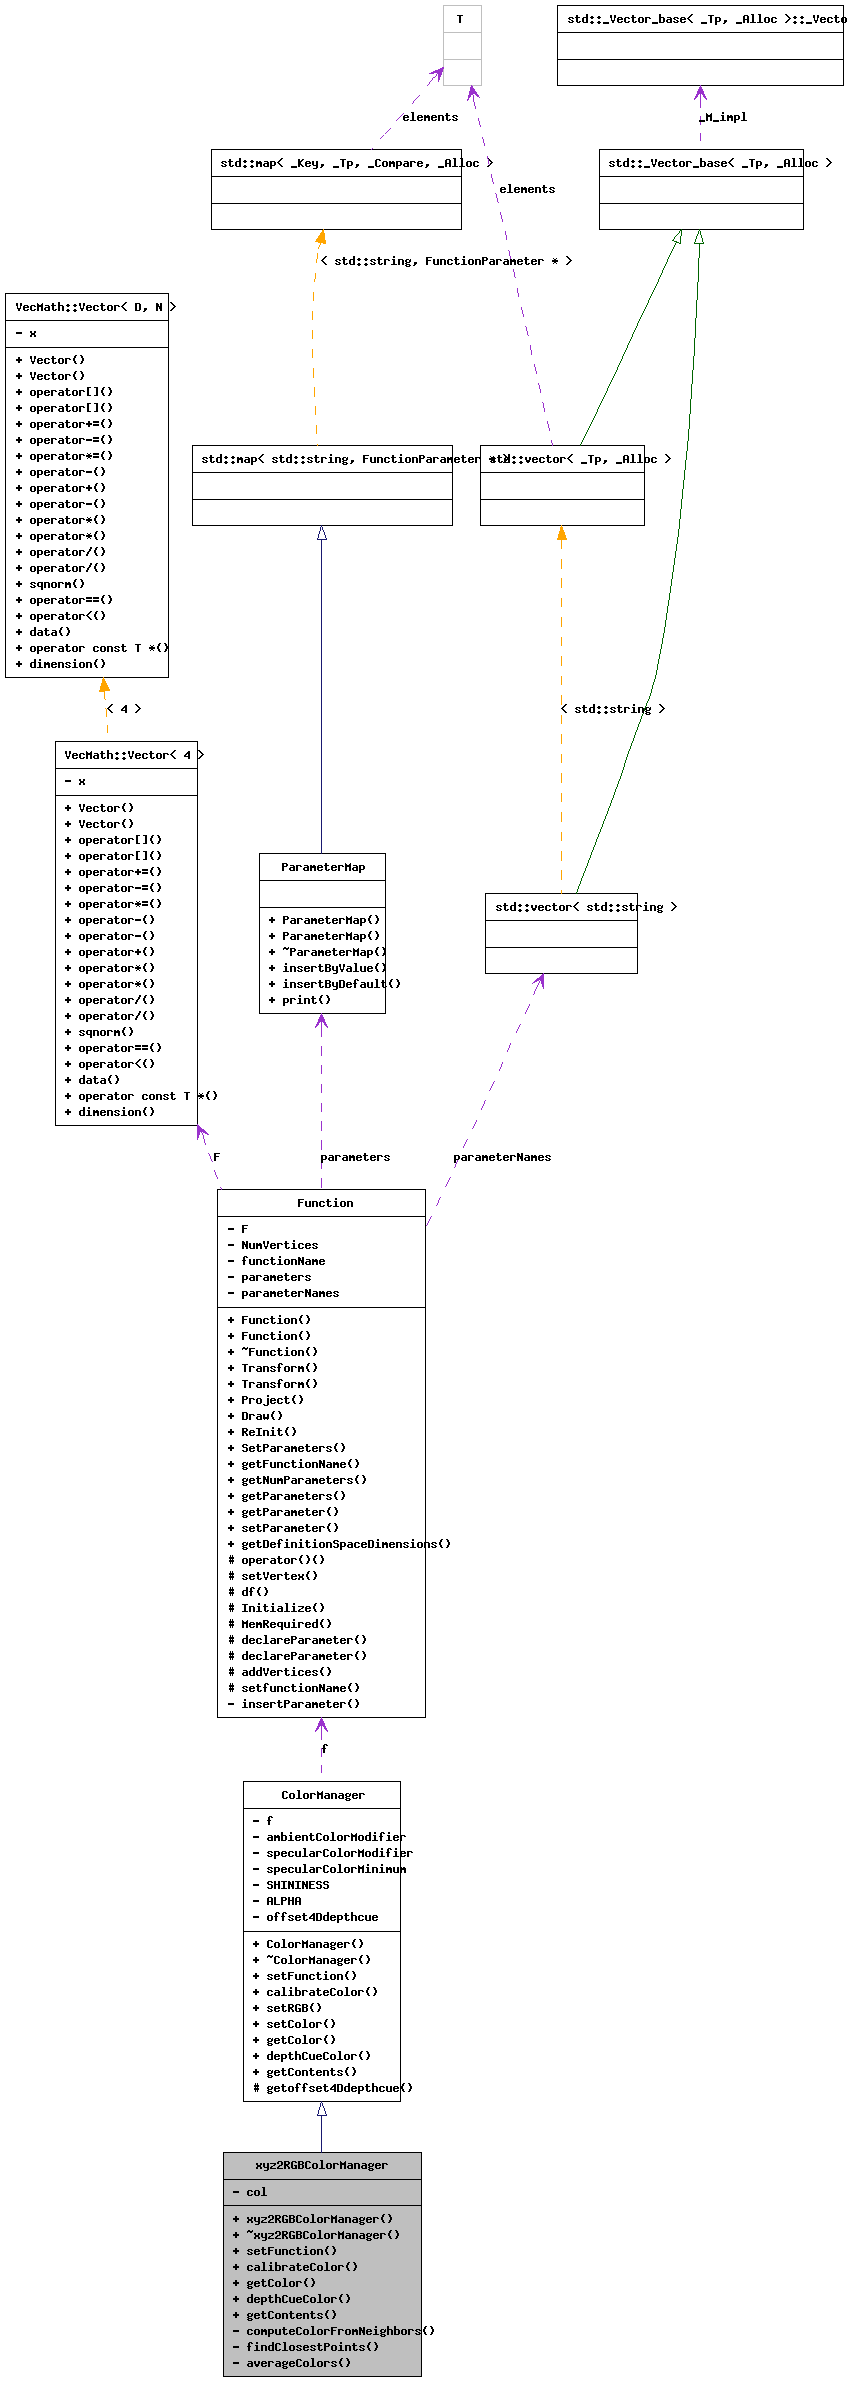 T
std::_Vector_base< _Tp, _Alloc >::_Vecto
elements
_M_impl
std::map< _Key, _Tp, _Compare, _Alloc >
std::_Vector_base< _Tp, _Alloc >
elements
< std::string, FunctionParameter * >
VecMath::Vector< D, N >
- x
+ Vector()
+ Vector()
+ operator[]()
+ operator[]()
+ operator+=()
+ operator-=()
+ operator*=()
+ operator-()
+ operator+()
+ operator-()
+ operator*()
+ operator*()
+ operator/()
+ operator/()
+ sqnorm()
+ operator==()
+ operator<()
+ data()
+ operator const T *()
+ dimension()
std::map< std::string, FunctionParameter * >
std::vector< _Tp, _Alloc >
< 4 >
< std::string >
VecMath::Vector< 4 >
- x
+ Vector()
+ Vector()
+ operator[]()
+ operator[]()
+ operator+=()
+ operator-=()
+ operator*=()
+ operator-()
+ operator-()
+ operator+()
+ operator*()
+ operator*()
+ operator/()
+ operator/()
+ sqnorm()
+ operator==()
+ operator<()
+ data()
+ operator const T *()
+ dimension()
ParameterMap
+ ParameterMap()
+ ParameterMap()
+ ~ParameterMap()
+ insertByValue()
+ insertByDefault()
+ print()
std::vector< std::string >
F
parameters
parameterNames
Function
- F
- NumVertices
- functionName
- parameters
- parameterNames
+ Function()
+ Function()
+ ~Function()
+ Transform()
+ Transform()
+ Project()
+ Draw()
+ ReInit()
+ SetParameters()
+ getFunctionName()
+ getNumParameters()
+ getParameters()
+ getParameter()
+ setParameter()
+ getDefinitionSpaceDimensions()
# operator()()
# setVertex()
# df()
# Initialize()
# MemRequired()
# declareParameter()
# declareParameter()
# addVertices()
# setfunctionName()
- insertParameter()
f
ColorManager
- f
- ambientColorModifier
- specularColorModifier
- specularColorMinimum
- SHININESS
- ALPHA
- offset4Ddepthcue
+ ColorManager()
+ ~ColorManager()
+ setFunction()
+ calibrateColor()
+ setRGB()
+ setColor()
+ getColor()
+ depthCueColor()
+ getContents()
# getoffset4Ddepthcue()
xyz2RGBColorManager
- col
+ xyz2RGBColorManager()
+ ~xyz2RGBColorManager()
+ setFunction()
+ calibrateColor()
+ getColor()
+ depthCueColor()
+ getContents()
- computeColorFromNeighbors()
- findClosestPoints()
- averageColors()